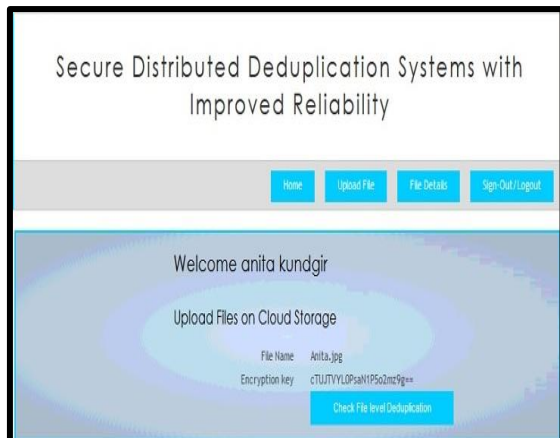 Secure Distributed Deduplication Systems with
Improved Reliability
Home Upload File File Details Sign-Out/Logout
Welcome anita kundgir
Upload Files on Cloud Storage
File Name Anita.jpg
Encryption key cTUJTVYL0PsaN1P5o2mz9g==
Check File level Deduplication